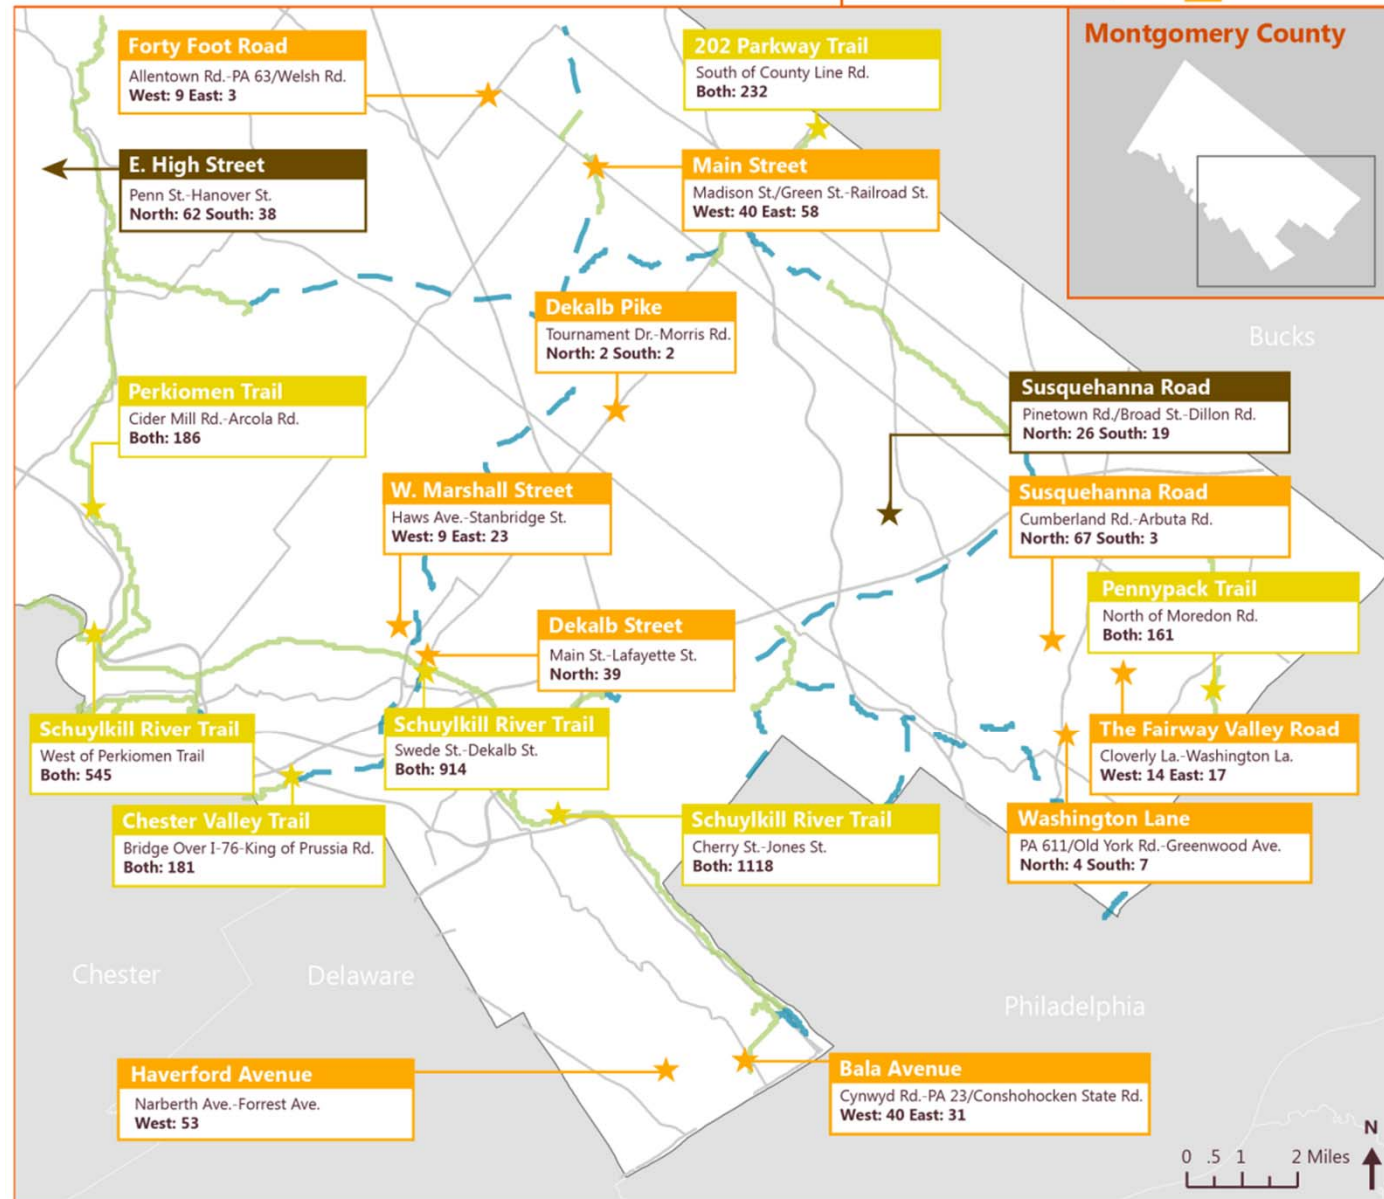 Forty Foot Road
Allentown Rd.-PA 63/Welsh Rd.
West: 9 East: 3
202 Parkway Trail
South of County Line Rd.
Both: 232
Montgomery County
E. High Street
Penn St.-Hanover St.
North: 62 South: 38
Main Street
Madison St./Green St.-Railroad St.
West: 40 East: 58
Dekalb Pike
Tournament Dr.-Morris Rd.
North: 2 South: 2
Bucks
Perkiomen Trail
Cider Mill Rd.-Arcola Rd.
Both: 186
Susquehanna Road
Pinetown Rd./Broad St.-Dillon Rd.
North: 26 South: 19
W. Marshall Street
Haws Ave.-Stanbridge St.
West: 9 East: 23
Susquehanna Road
Cumberland Rd.-Arbuta Rd.
North: 67 South: 3
Pennypack Trail
North of Moredon Rd.
Both: 161
Dekalb Street
Main St.-Lafayette St.
North: 39
Schuylkill River Trail
West of Perkiomen Trail
Both: 545
Schuylkill River Trail
Swede St.-Dekalb St.
Both: 914
The Fairway Valley Road
Cloverly La.-Washington La.
West: 14 East: 17
Chester Valley Trail
Bridge Over I-76-King of Prussia Rd.
Both: 181
Schuylkill River Trail
Cherry St.-Jones St.
Both: 1118
Washington Lane
PA 611/Old York Rd.-Greenwood Ave.
North: 4 South: 7
Chester
Delaware
Philadelphia
Haverford Avenue
Narberth Ave.-Forrest Ave.
West: 53
Bala Avenue
Cynwyd Rd.-PA 23/Conshohocken State Rd.
West: 40 East: 31
N
0 .5 1 2 Miles